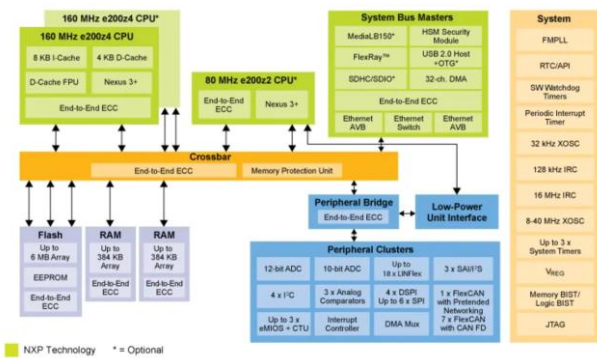 160 MHz e200z4 CPU*
160 MHz e200z4 CPU
8 KB I-Cache
4 KB D-Cache
D-Cache FPU
Nexus 3+
End-to-End ECC
80 MHz e200z2 CPU*
End-to-End
ECC
Nexus 3+
System Bus Masters
MediaLB150*
HSM Security
Module
FlexRay™
USB 2.0 Host
+OTG*
SDHC/SDIO*
32-ch. DMA
End-to-End ECC
Ethernet
AVB
Ethernet
Switch
Ethernet
AVB
Crossbar
End-to-End ECC
Memory Protection Unit
Flash
Up to
6 MB Array
EEPROM
End-to-End
ECC
RAM
Up to
384 KB
Array
End-to-End
ECC
RAM
Up to
384 KB
Array
End-to-End
ECC
Peripheral Bridge
End-to-End ECC
Low-Power
Unit Interface
Peripheral Clusters
12-bit ADC
10-bit ADC
Up to
18 x LINFlex
3 x SAI/I²S
4 x I²C
3 x Analog
Comparators
4 x DSPI
Up to 6 x SPI
1 x FlexCAN
with Pretended
Networking
7 x FlexCAN
with CAN FD
Up to 3 x
eMIOS + CTU
Interrupt
Controller
DMA Mux
System
FMPLL
RTC/API
SW Watchdog
Timers
Periodic Interrupt
Timer
32 kHz XOSC
128 kHz IRC
16 MHz IRC
8-40 MHz XOSC
Up to 3 x
System Timers
VREG
Memory BIST/
Logic BIST
JTAG
NXP Technology * = Optional